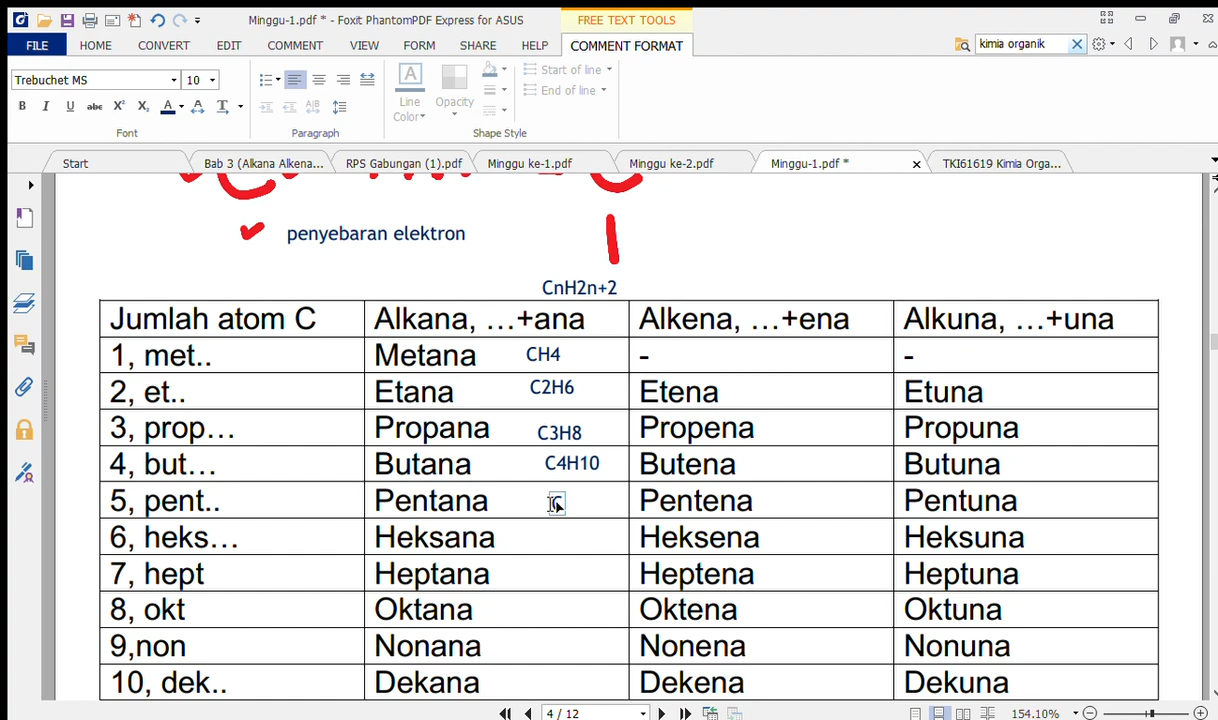 Minggu-1.pdf * - Foxit PhantomPDF Express for ASUS
FREE TEXT TOOLS
FILE HOME CONVERT EDIT COMMENT VIEW FORM SHARE HELP COMMENT FORMAT
kimia organik
Trebuchet MS 10
Line Color
Opacity
Start of line
End of line
Font Paragraph Shape Style
Start Bab 3 (Alkana Alkena... RPS Gabungan (1).pdf Minggu ke-1.pdf Minggu ke-2.pdf Minggu-1.pdf * TKI61619 Kimia Orga...
penyebaran elektron
CnH2n+2
Jumlah atom C Alkana, ...+ana Alkena, ...+ena Alkuna, ...+una
1, met.. Metana CH4 - -
2, et.. Etana C2H6 Etena Etuna
3, prop... Propana C3H8 Propena Propuna
4, but... Butana C4H10 Butena Butuna
5, pent.. Pentana C Pentena Pentuna
6, heks... Heksana Heksena Heksuna
7, hept Heptana Heptena Heptuna
8, okt Oktana Oktena Oktuna
9,non Nonana Nonena Nonuna
10, dek.. Dekana Dekena Dekuna
4 / 12 154.10%